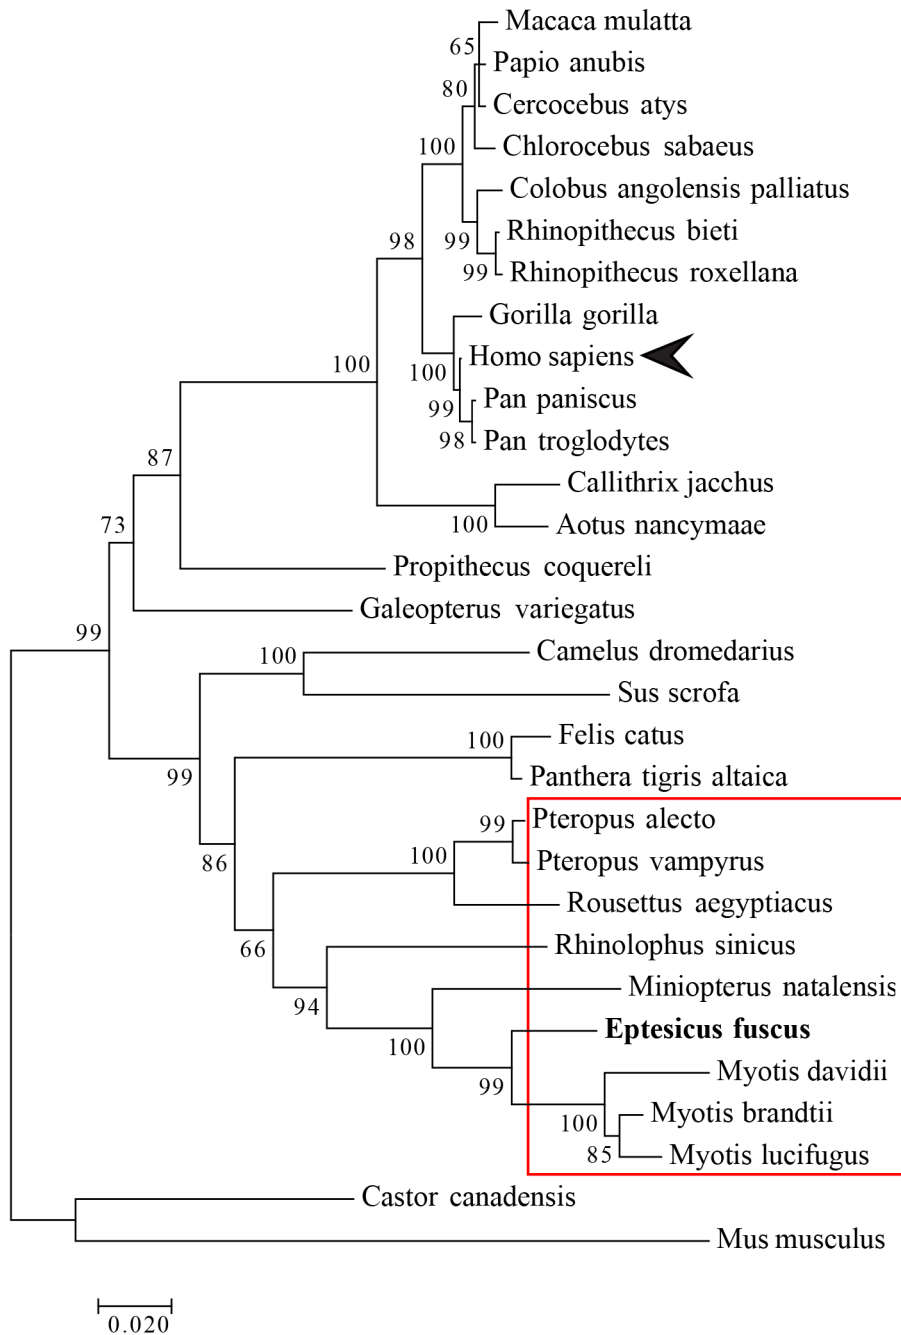 Macaca mulatta
65
Papio anubis
80
Cercocebus atys
100
Chlorocebus sabaeus
Colobus angolensis palliatus
98
99
Rhinopithecus bieti
99
Rhinopithecus roxellana
Gorilla gorilla
100
Homo sapiens
100
99
Pan paniscus
98
Pan troglodytes
87
Callithrix jacchus
73
100
Aotus nancymaae
Propithecus coquereli
Galeopterus variegatus
99
100
Camelus dromedarius
Sus scrofa
100
Felis catus
99
Panthera tigris altaica
99
Pteropus alecto
86
100
Pteropus vampyrus
Rousettus aegyptiacus
66
Rhinolophus sinicus
94
Miniopterus natalensis
100
Eptesicus fuscus
99
Myotis davidii
100
Myotis brandtii
85
Myotis lucifugus
Castor canadensis
Mus musculus
0.020